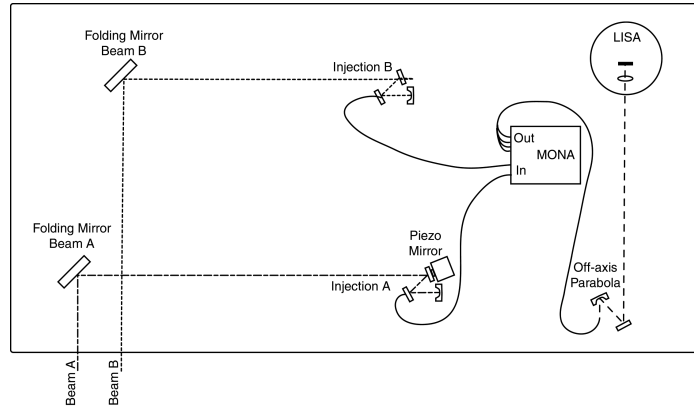 Folding Mirror
Beam B
Injection B
LISA
Out
MONA
In
Folding Mirror
Beam A
Piezo
Mirror
Injection A
Off-axis
Parabola
Beam A
Beam B